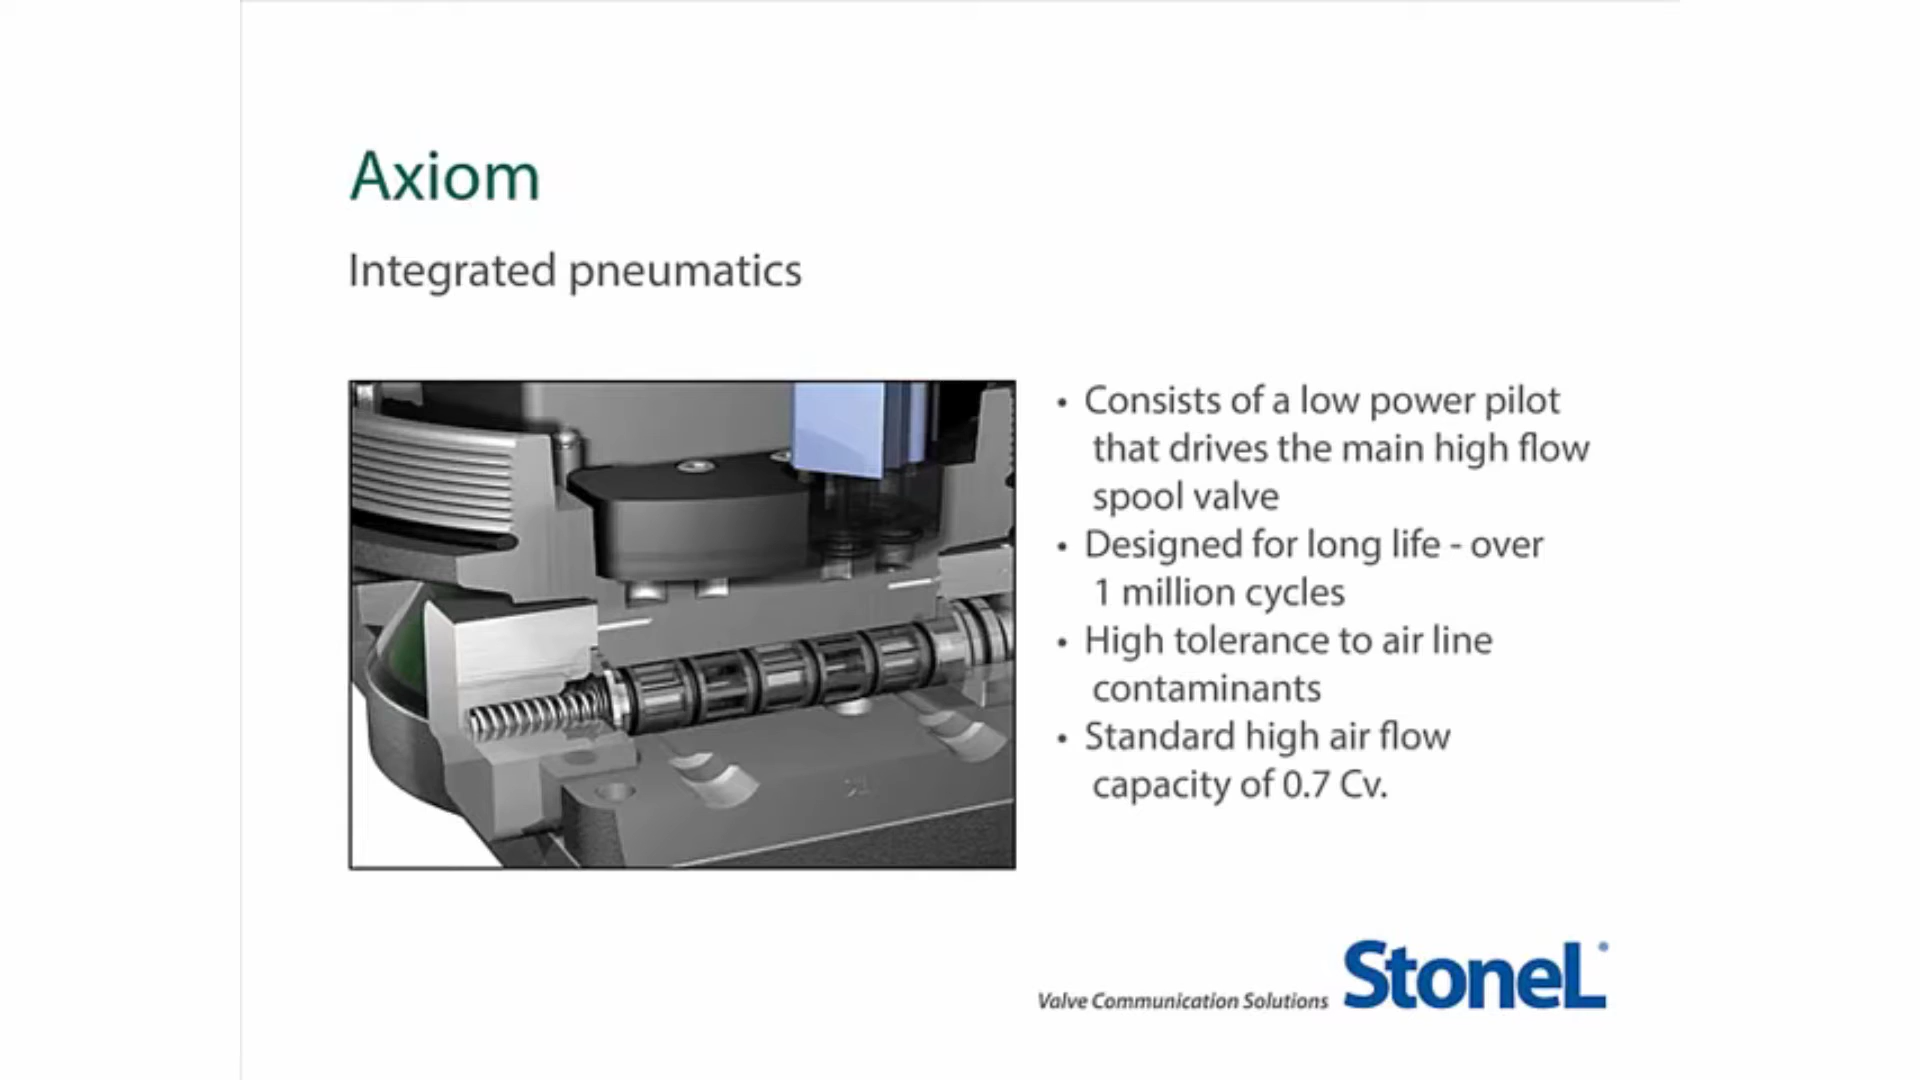 Axiom
Integrated pneumatics
• Consists of a low power pilot
that drives the main high flow
spool valve
• Designed for long life - over
1 million cycles
• High tolerance to air line
contaminants
• Standard high air flow
capacity of 0.7 Cv.
Valve Communication Solutions StoneL